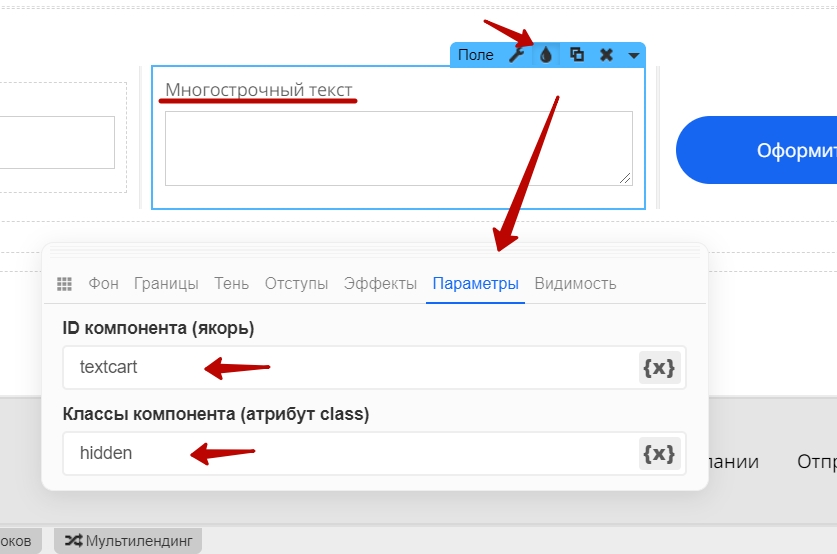 Поле
Многострочный текст
Оформит
Фон Границы Тень Отступы Эффекты Параметры Видимость
ID компонента (якорь)
textcart {x}
Классы компонента (атрибут class)
hidden {x}
пании Отпр
оков Мультилендинг